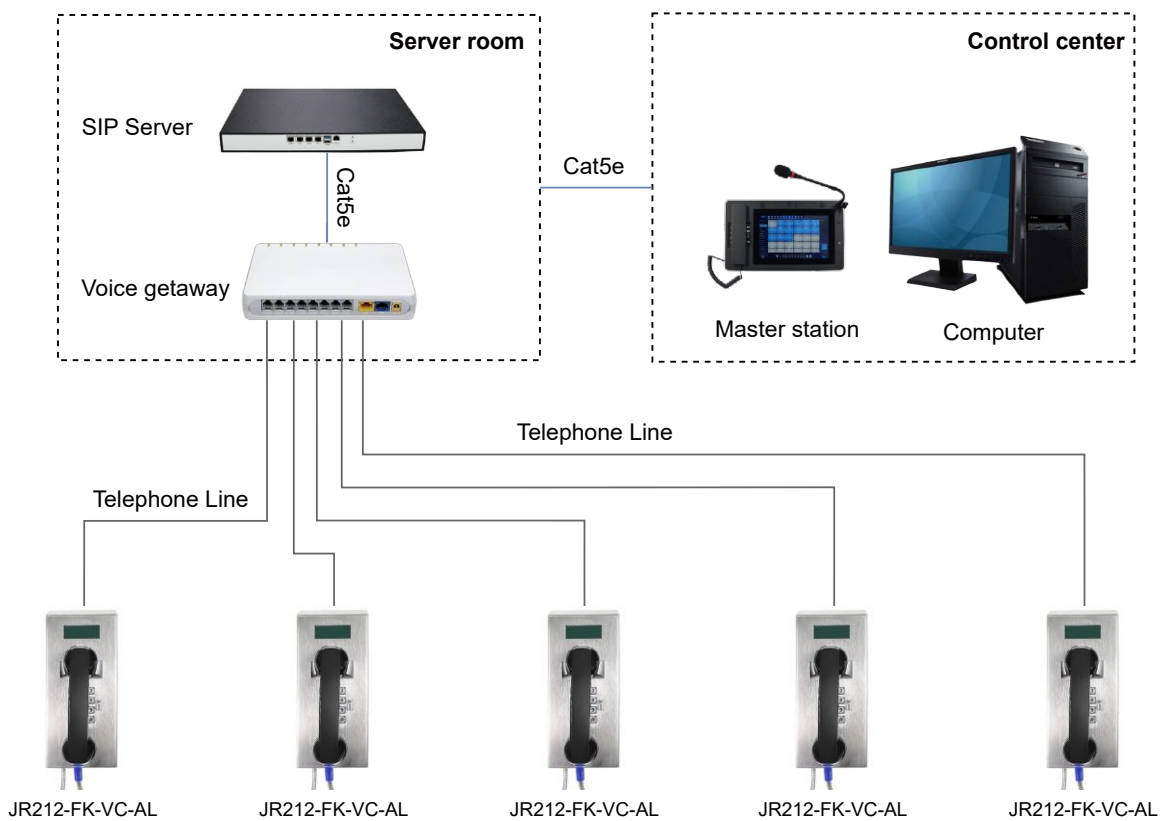 Server room
Control center
SIP Server
Cat5e
Cat5e
Voice getaway
Master station
Computer
Telephone Line
Telephone Line
JR212-FK-VC-AL
JR212-FK-VC-AL
JR212-FK-VC-AL
JR212-FK-VC-AL
JR212-FK-VC-AL